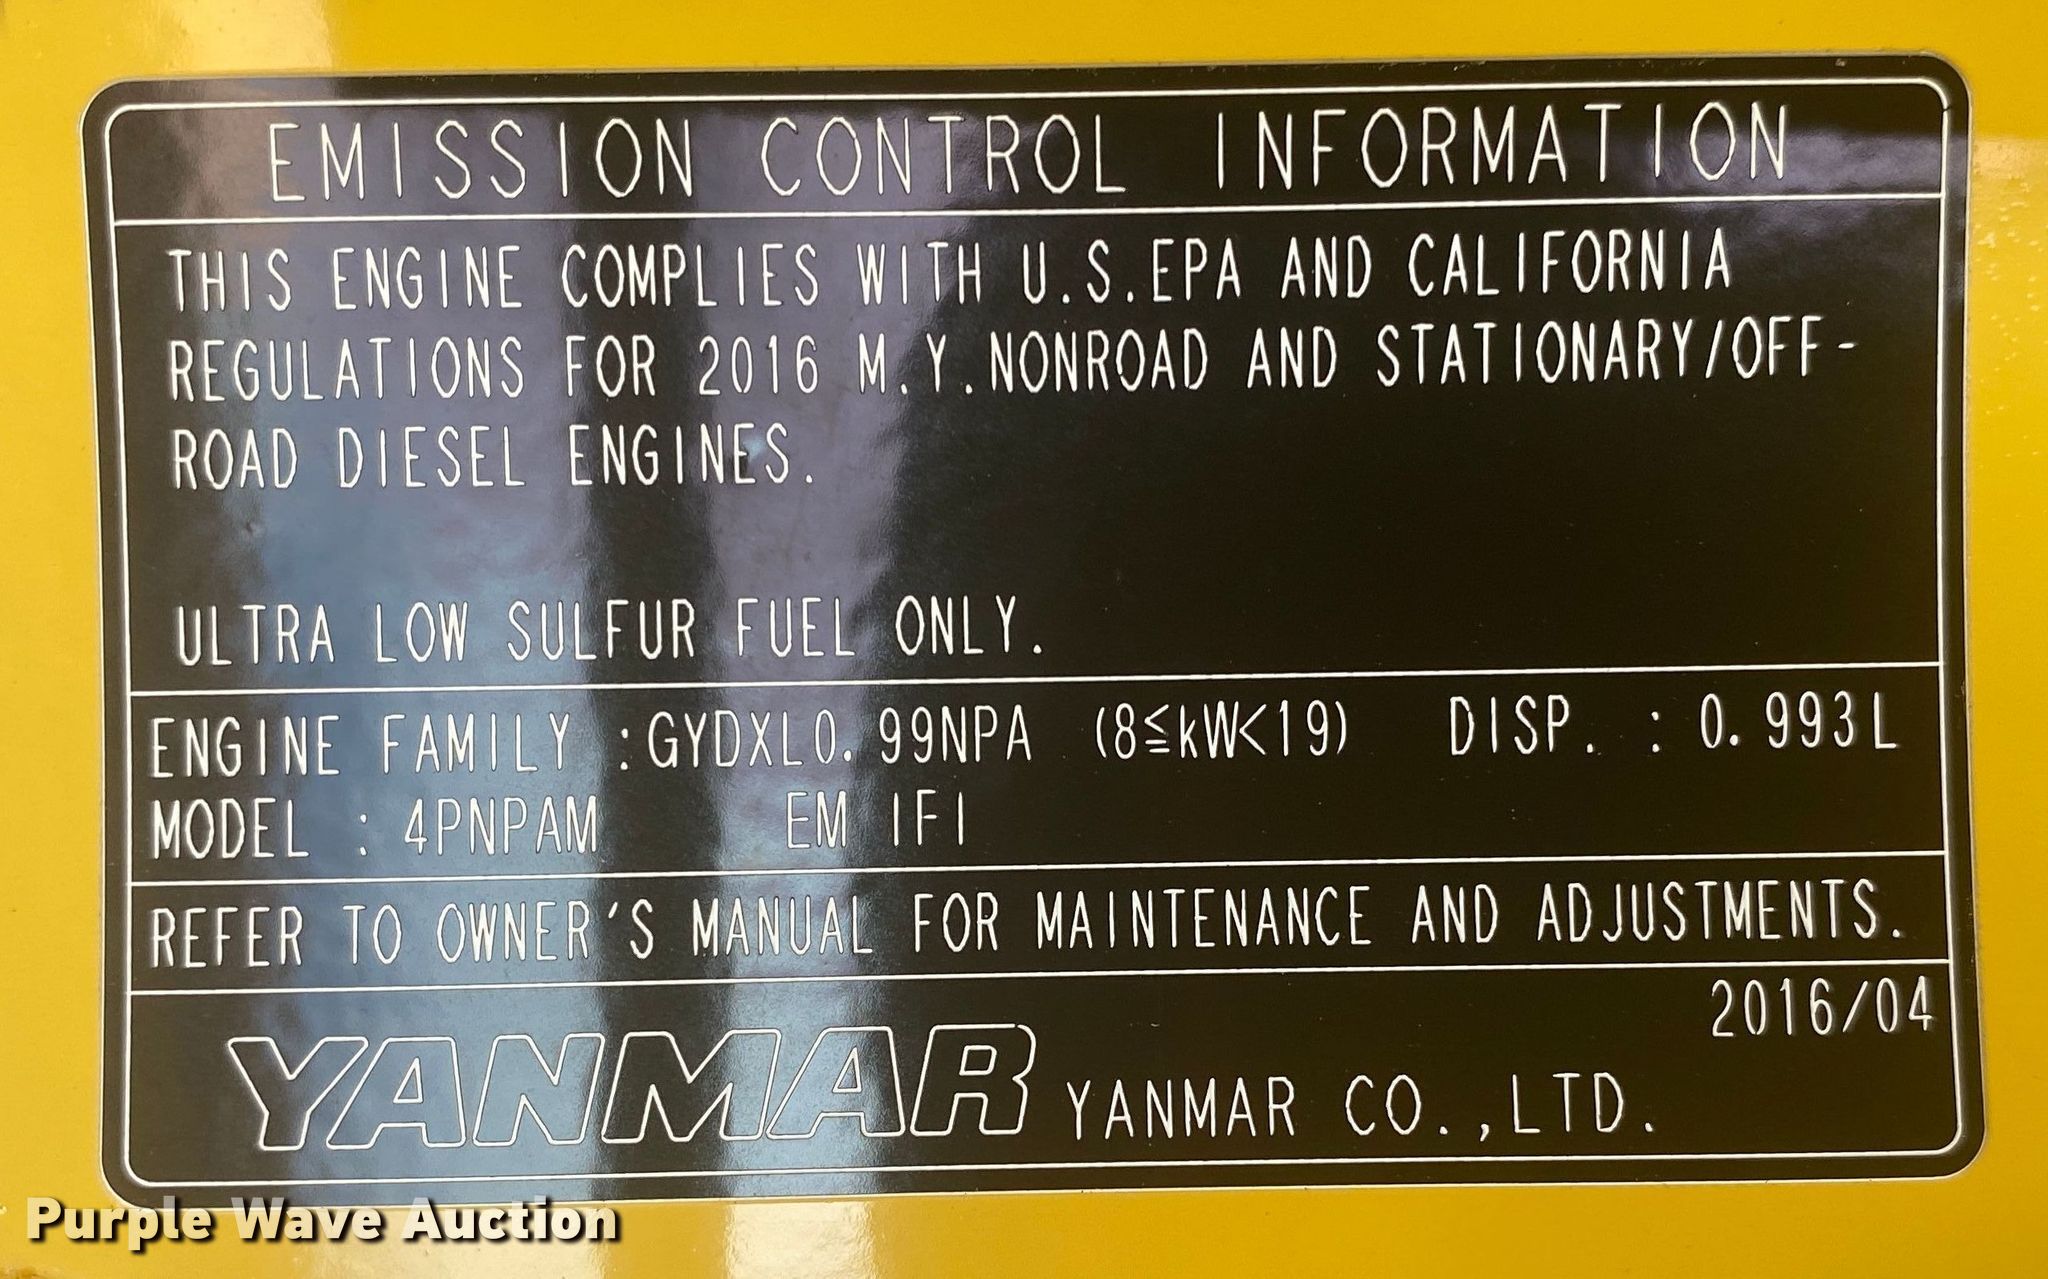 EMISSION CONTROL INFORMATION
THIS ENGINE COMPLIES WITH U.S.EPA AND CALIFORNIA
REGULATIONS FOR 2016 M.Y.NONROAD AND STATIONARY/OFF-
ROAD DIESEL ENGINES.
ULTRA LOW SULFUR FUEL ONLY.
ENGINE FAMILY :GYDXL0.99NPA (8≦kW<19) DISP. : 0.993L
MODEL : 4PNPAM EM IFI
REFER TO OWNER'S MANUAL FOR MAINTENANCE AND ADJUSTMENTS.
2016/04
YANMAR YANMAR CO.,LTD.
Purple Wave Auction